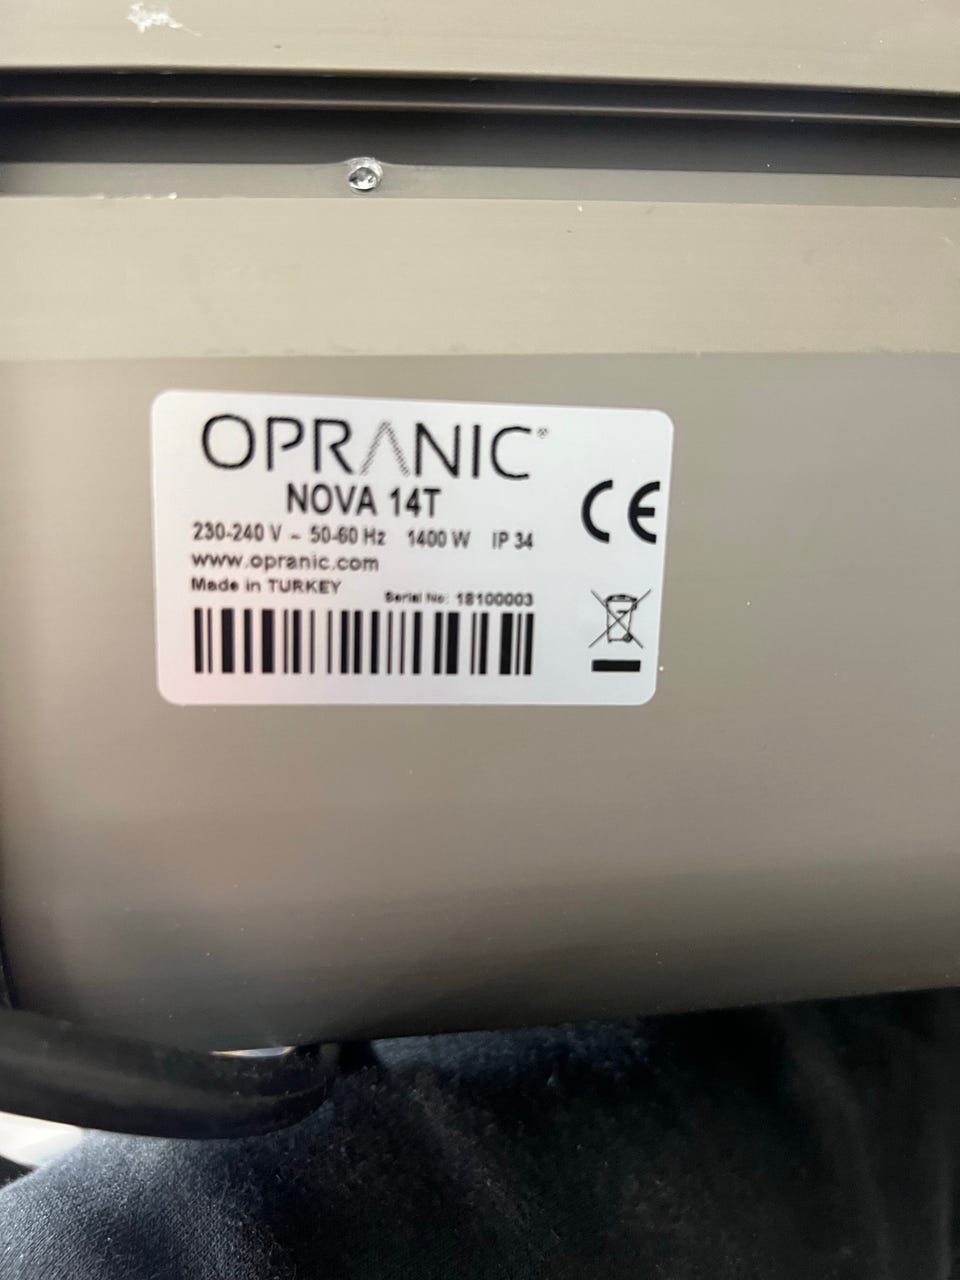 OPRANIC®
NOVA 14T
230-240 V ~ 50-60 Hz 1400 W IP 34
www.opranic.com
Made in TURKEY
Serial No: 18100003
CE